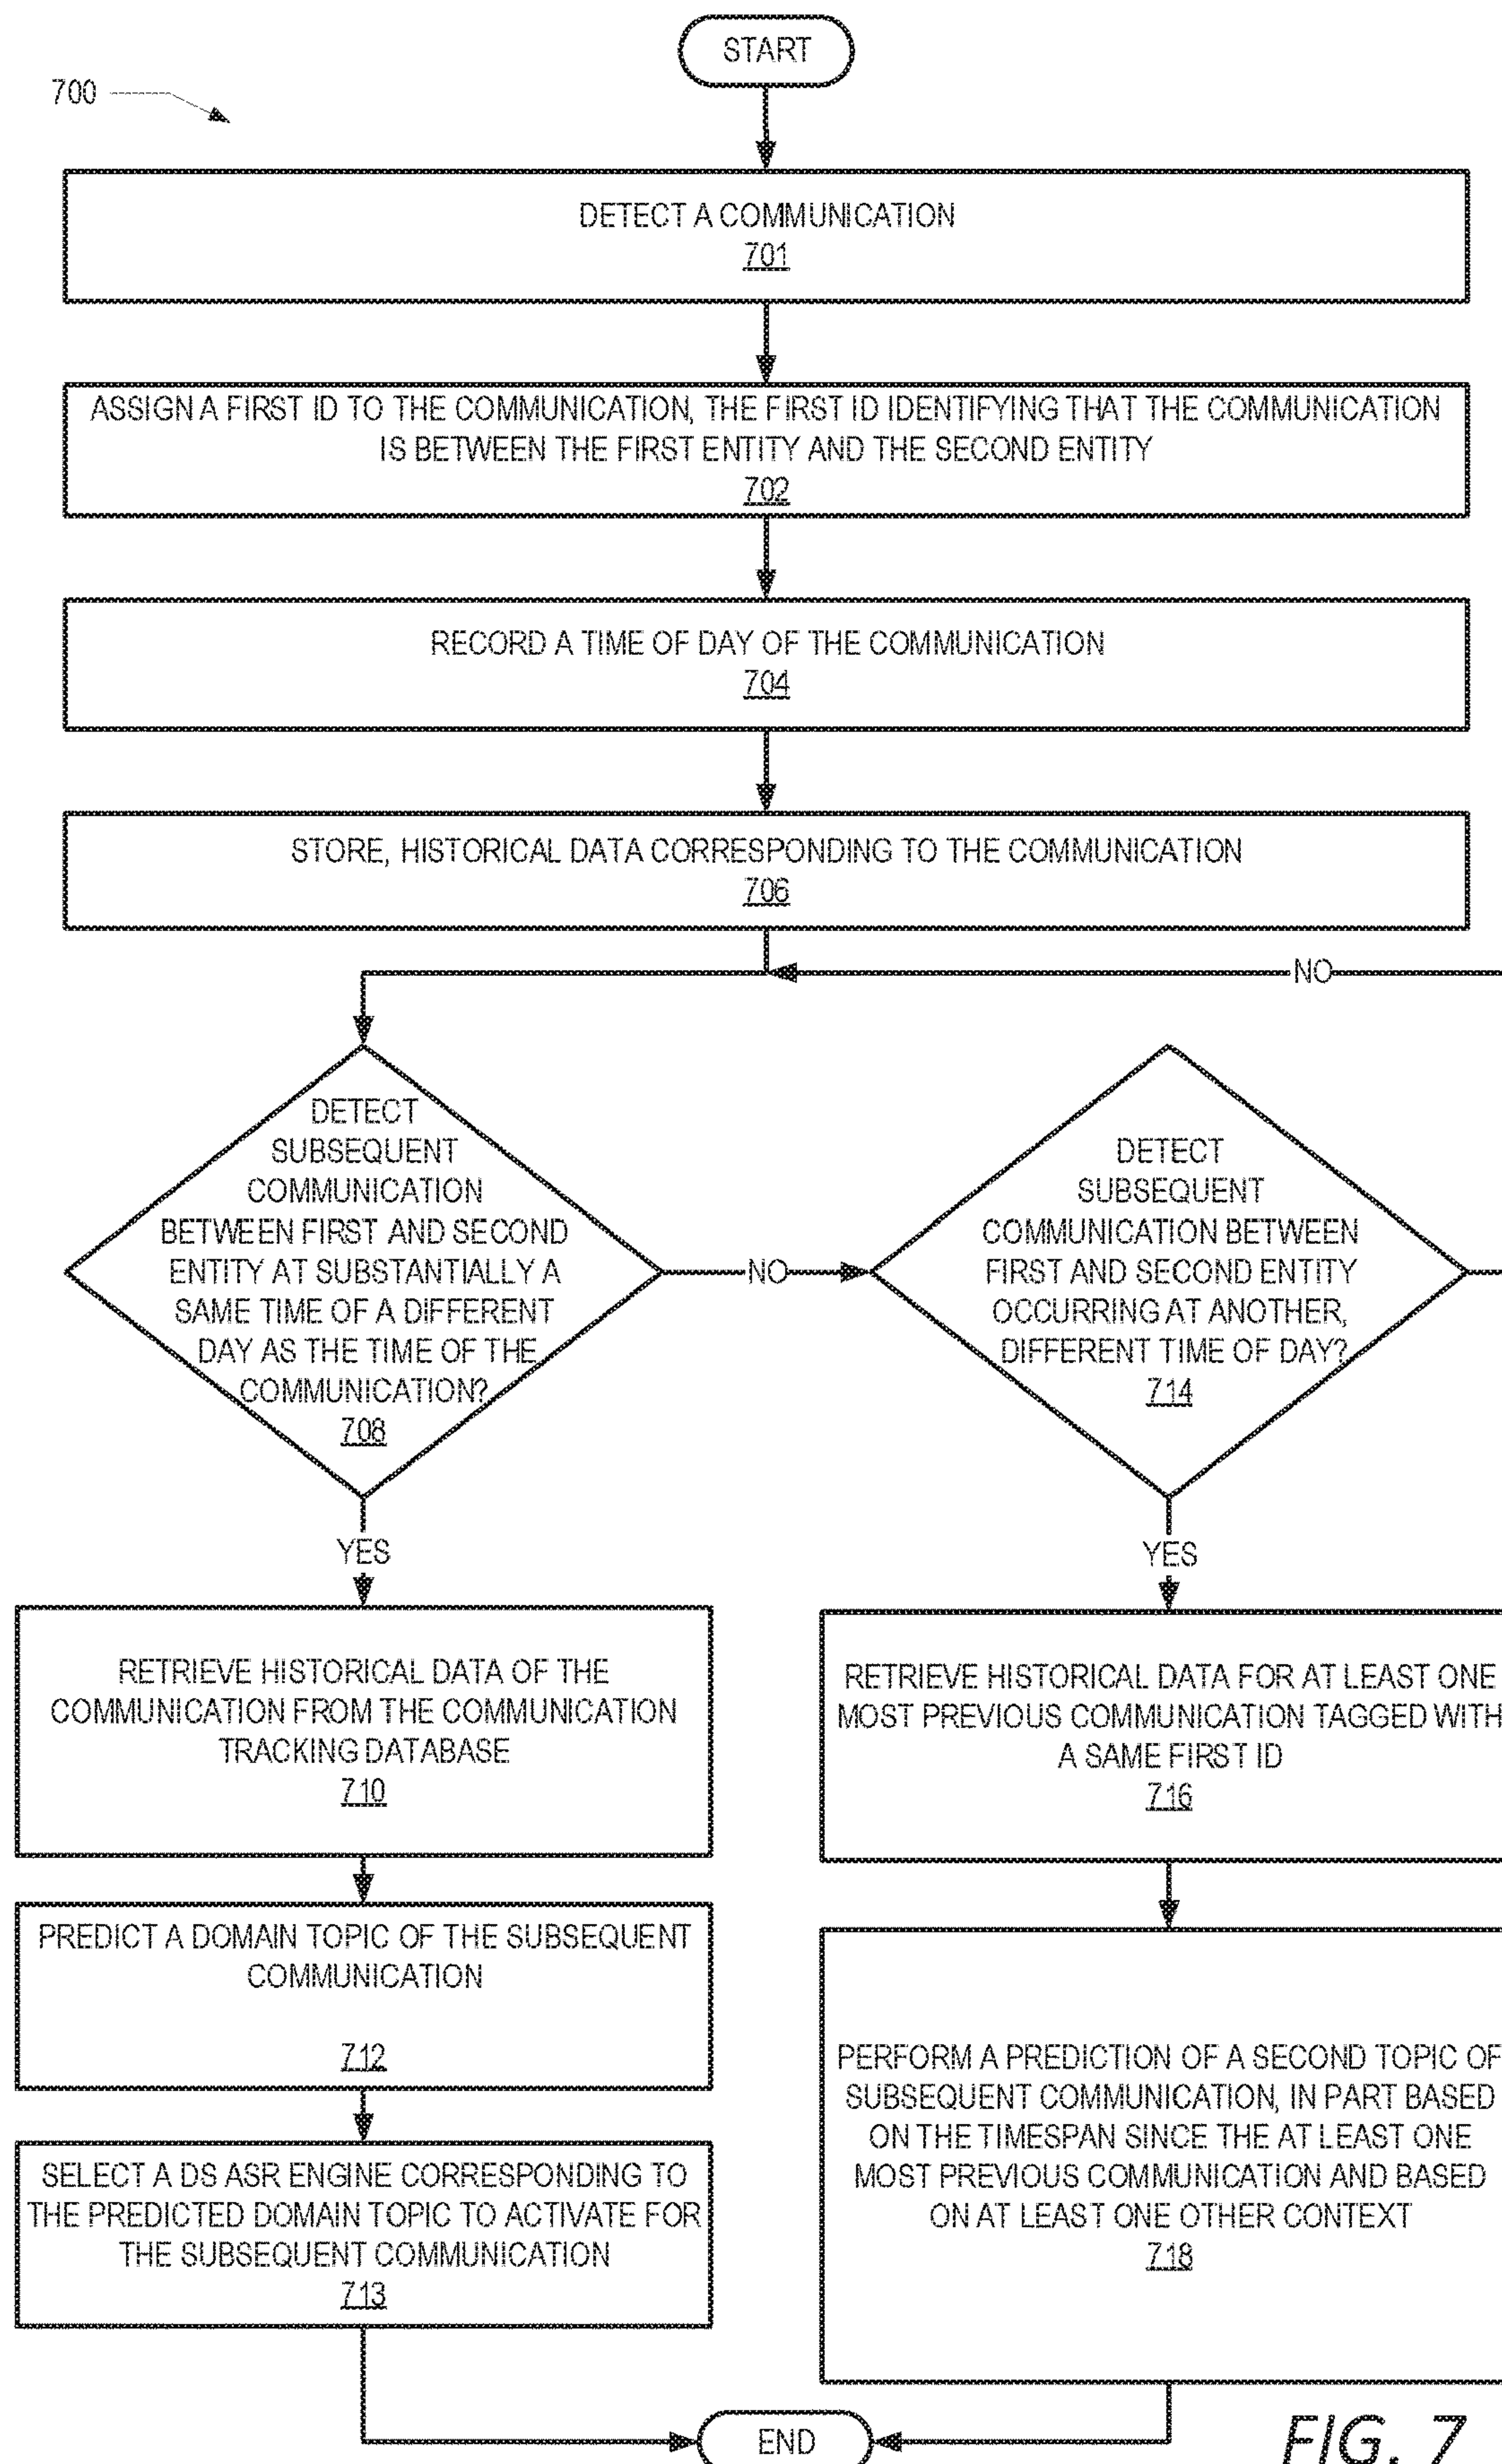 START
700
DETECT A COMMUNICATION
701
ASSIGN A FIRST ID TO THE COMMUNICATION, THE FIRST ID IDENTIFYING THAT THE COMMUNICATION
IS BETWEEN THE FIRST ENTITY AND THE SECOND ENTITY
702
RECORD A TIME OF DAY OF THE COMMUNICATION
704
STORE, HISTORICAL DATA CORRESPONDING TO THE COMMUNICATION
706
NO
DETECT
SUBSEQUENT
COMMUNICATION
BETWEEN FIRST AND SECOND
ENTITY AT SUBSTANTIALLY A
SAME TIME OF A DIFFERENT
DAY AS THE TIME OF THE
COMMUNICATION?
708
NO
DETECT
SUBSEQUENT
COMMUNICATION BETWEEN
FIRST AND SECOND ENTITY
OCCURRING AT ANOTHER,
DIFFERENT TIME OF DAY?
714
YES
YES
RETRIEVE HISTORICAL DATA OF THE
COMMUNICATION FROM THE COMMUNICATION
TRACKING DATABASE
710
RETRIEVE HISTORICAL DATA FOR AT LEAST ONE
MOST PREVIOUS COMMUNICATION TAGGED WITH
A SAME FIRST ID
716
PREDICT A DOMAIN TOPIC OF THE SUBSEQUENT
COMMUNICATION
712
PERFORM A PREDICTION OF A SECOND TOPIC OF
SUBSEQUENT COMMUNICATION, IN PART BASED
ON THE TIMESPAN SINCE THE AT LEAST ONE
MOST PREVIOUS COMMUNICATION AND BASED
ON AT LEAST ONE OTHER CONTEXT
718
SELECT A DS ASR ENGINE CORRESPONDING TO
THE PREDICTED DOMAIN TOPIC TO ACTIVATE FOR
THE SUBSEQUENT COMMUNICATION
713
END
FIG. 7